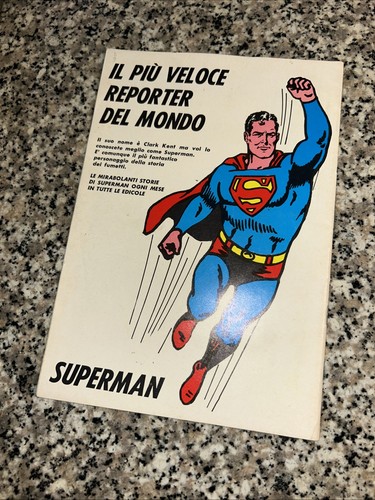 IL PIÙ VELOCE
REPORTER
DEL MONDO
Il suo nome è Clark Kent ma voi lo
conoscete meglio come Superman.
E' comunque il più fantastico
personaggio della storia
dei fumetti.
LE MIRABOLANTI STORIE
DI SUPERMAN OGNI MESE
IN TUTTE LE EDICOLE
S
SUPERMAN